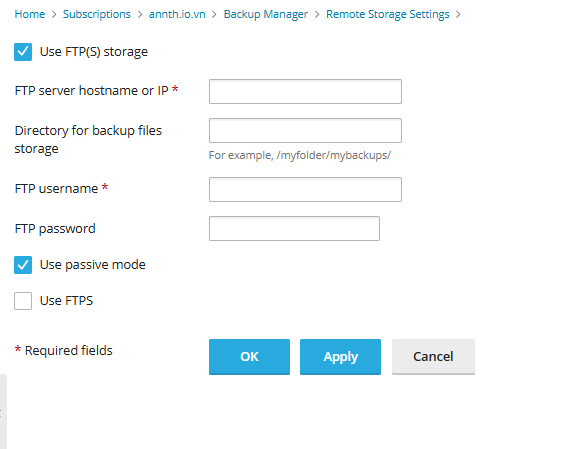 Home > Subscriptions > annth.io.vn > Backup Manager > Remote Storage Settings >
Use FTP(S) storage
FTP server hostname or IP *
Directory for backup files
storage
For example, /myfolder/mybackups/
FTP username *
FTP password
Use passive mode
Use FTPS
* Required fields
OK Apply Cancel